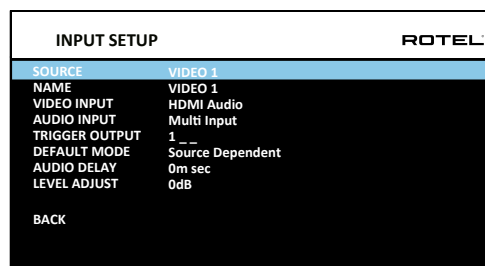 INPUT SETUP
ROTEL
SOURCE VIDEO 1
NAME VIDEO 1
VIDEO INPUT HDMI Audio
AUDIO INPUT Multi Input
TRIGGER OUTPUT 1 _ _
DEFAULT MODE Source Dependent
AUDIO DELAY 0m sec
LEVEL ADJUST 0dB
BACK